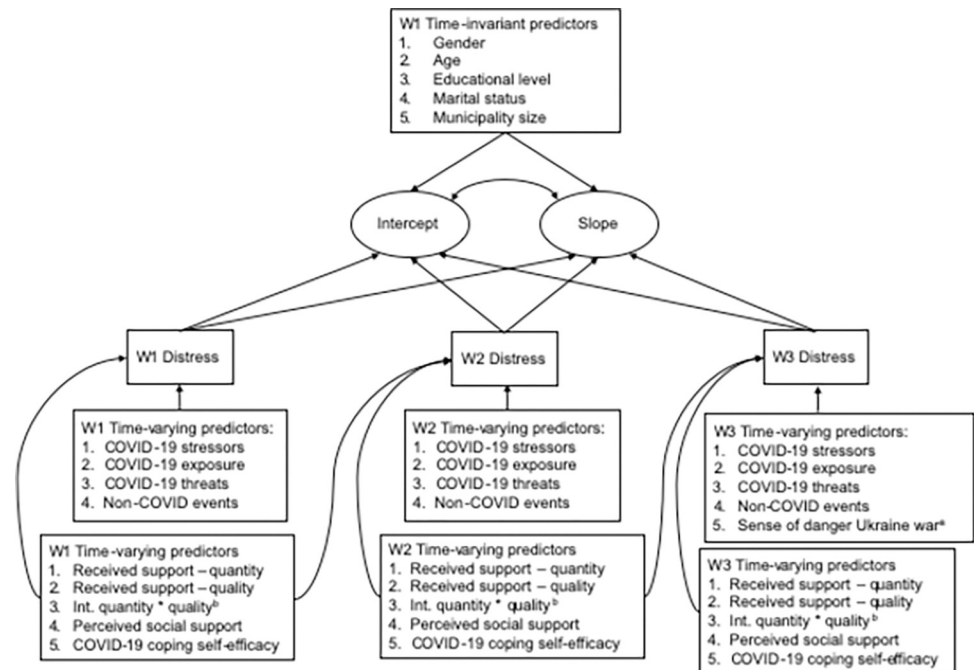 W1 Time-invariant predictors
1. Gender
2. Age
3. Educational level
4. Marital status
5. Municipality size
Intercept
Slope
W1 Distress
W2 Distress
W3 Distress
W1 Time-varying predictors:
1. COVID-19 stressors
2. COVID-19 exposure
3. COVID-19 threats
4. Non-COVID events
W2 Time-varying predictors:
1. COVID-19 stressors
2. COVID-19 exposure
3. COVID-19 threats
4. Non-COVID events
W3 Time-varying predictors:
1. COVID-19 stressors
2. COVID-19 exposure
3. COVID-19 threats
4. Non-COVID events
5. Sense of danger Ukraine warᵃ
W1 Time-varying predictors
1. Received support – quantity
2. Received support – quality
3. Int. quantity * qualityᵇ
4. Perceived social support
5. COVID-19 coping self-efficacy
W2 Time-varying predictors
1. Received support – quantity
2. Received support – quality
3. Int. quantity * qualityᵇ
4. Perceived social support
5. COVID-19 coping self-efficacy
W3 Time-varying predictors
1. Received support – quantity
2. Received support – quality
3. Int. quantity * qualityᵇ
4. Perceived social support
5. COVID-19 coping self-efficacy